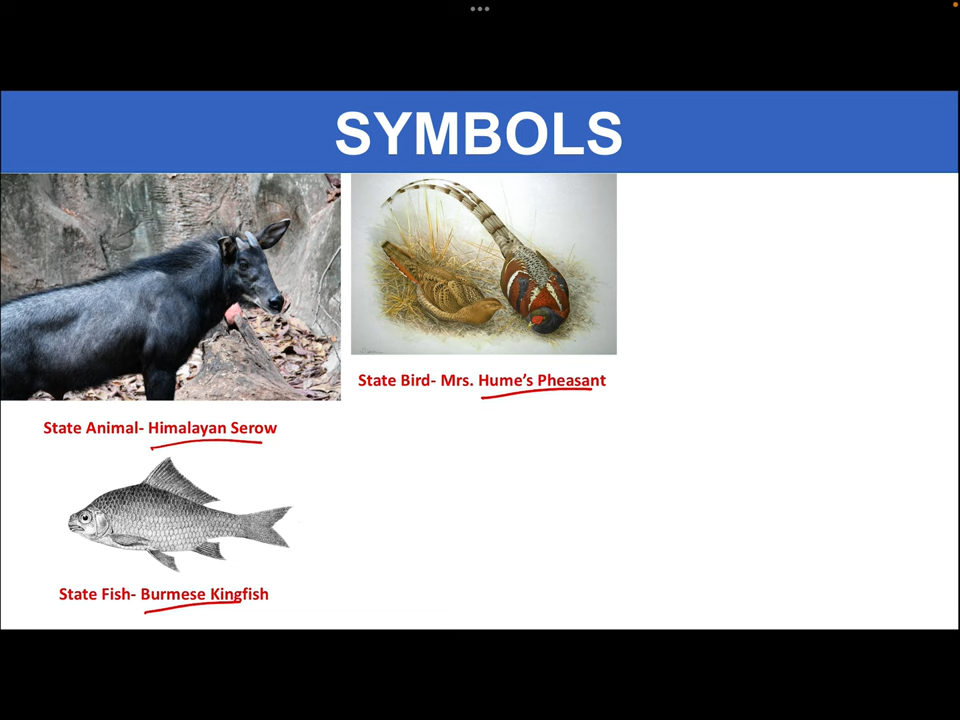 SYMBOLS
State Bird- Mrs. Hume’s Pheasant
State Animal- Himalayan Serow
State Fish- Burmese Kingfish